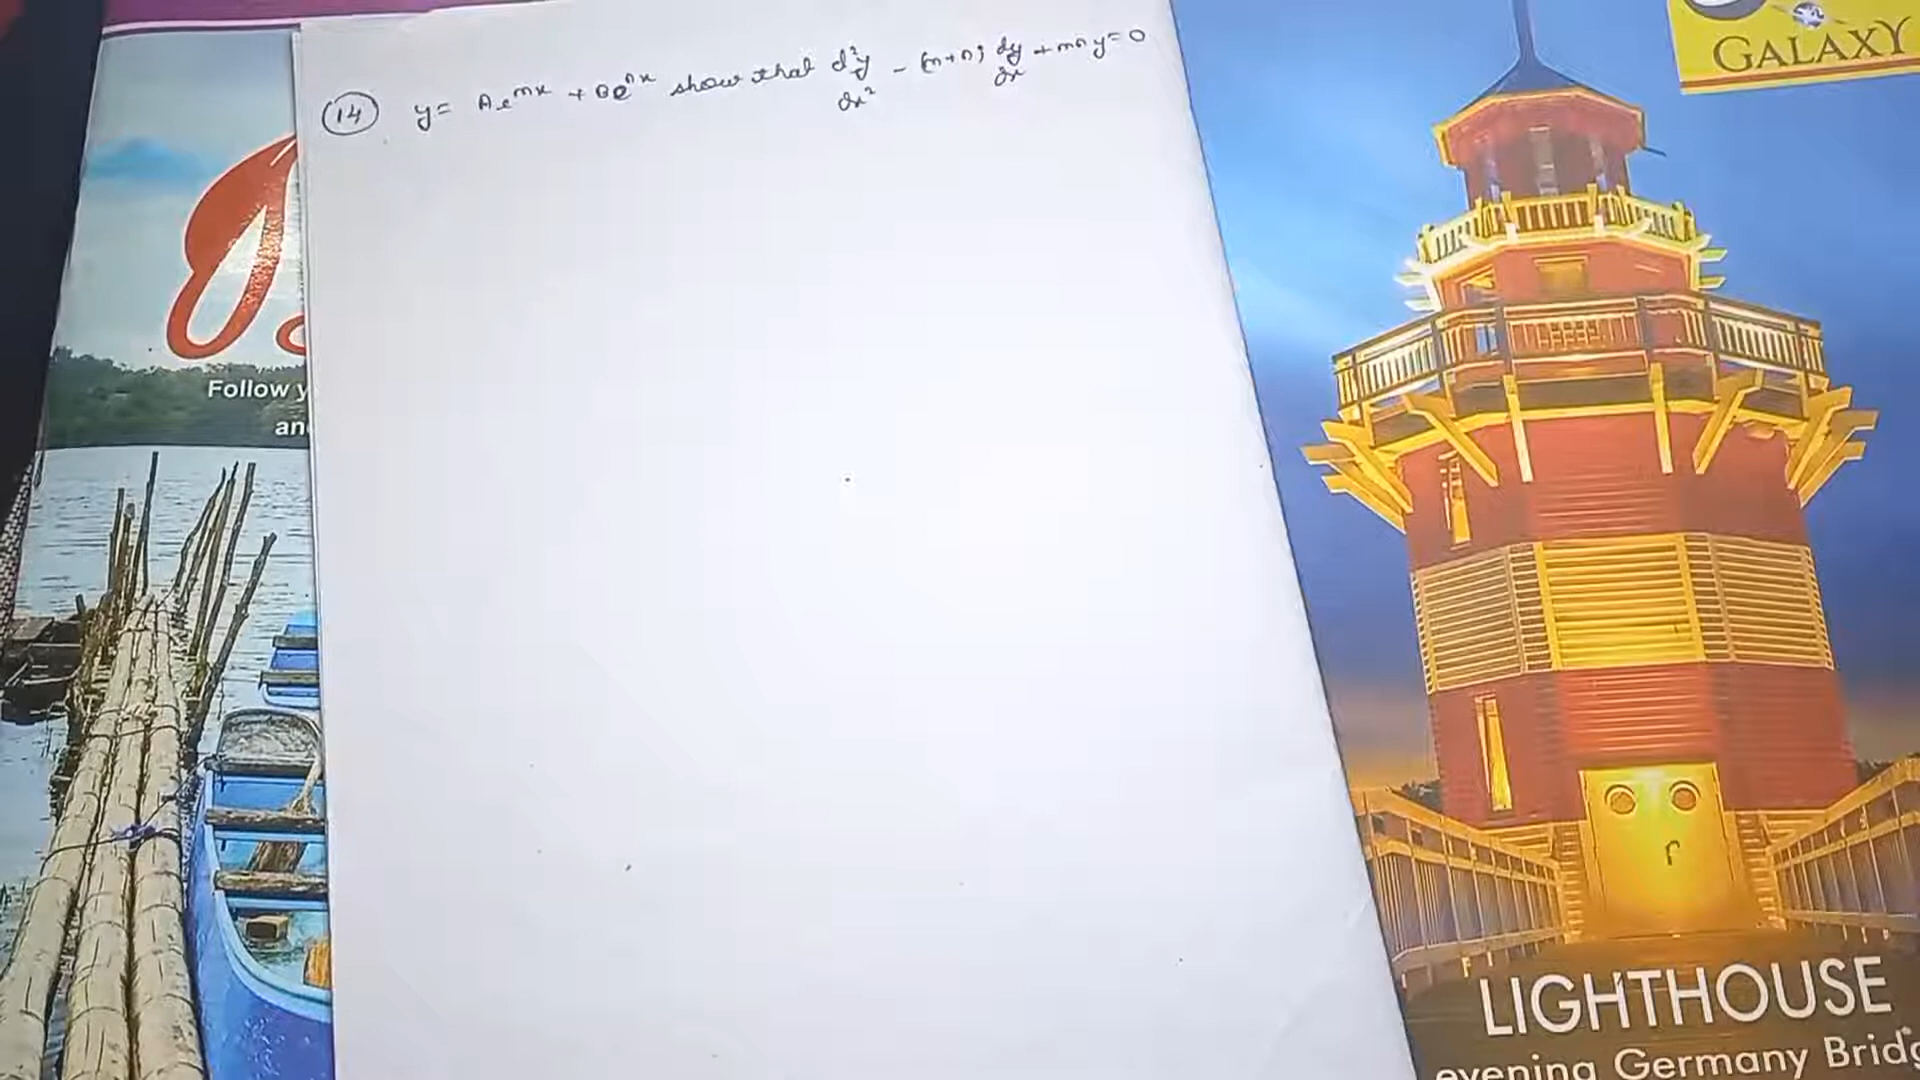 (14) y = Ae^mx + Be^nx show that d²y/dx² - (m+n) dy/dx + mny = 0
GALAXY
Follow y
an
LIGHTHOUSE
evening Germany Bridg